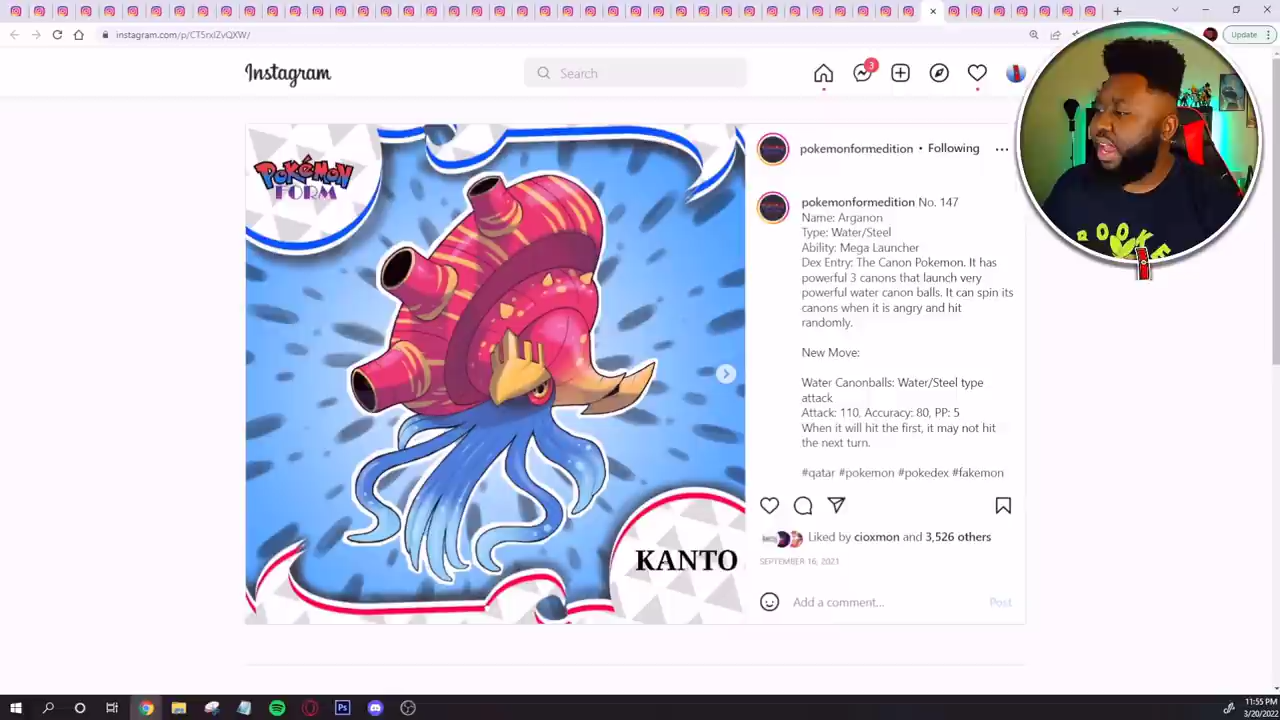 instagram.com/p/CT5rxlZvQXW/
Update
Instagram
Search
3
POKéMON
FORM
KANTO
pokemonformedition • Following
pokemonformedition No. 147
Name: Arganon
Type: Water/Steel
Ability: Mega Launcher
Dex Entry: The Canon Pokemon. It has
powerful 3 canons that launch very
powerful water canon balls. It can spin its
canons when it is angry and hit
randomly.
New Move:
Water Canonballs: Water/Steel type
attack
Attack: 110, Accuracy: 80, PP: 5
When it will hit the first, it may not hit
the next turn.
#qatar #pokemon #pokedex #fakemon
Liked by cioxmon and 3,526 others
SEPTEMBER 16, 2021
Add a comment...
Post
ROOKE
Ps
11:55 PM
3/20/2022